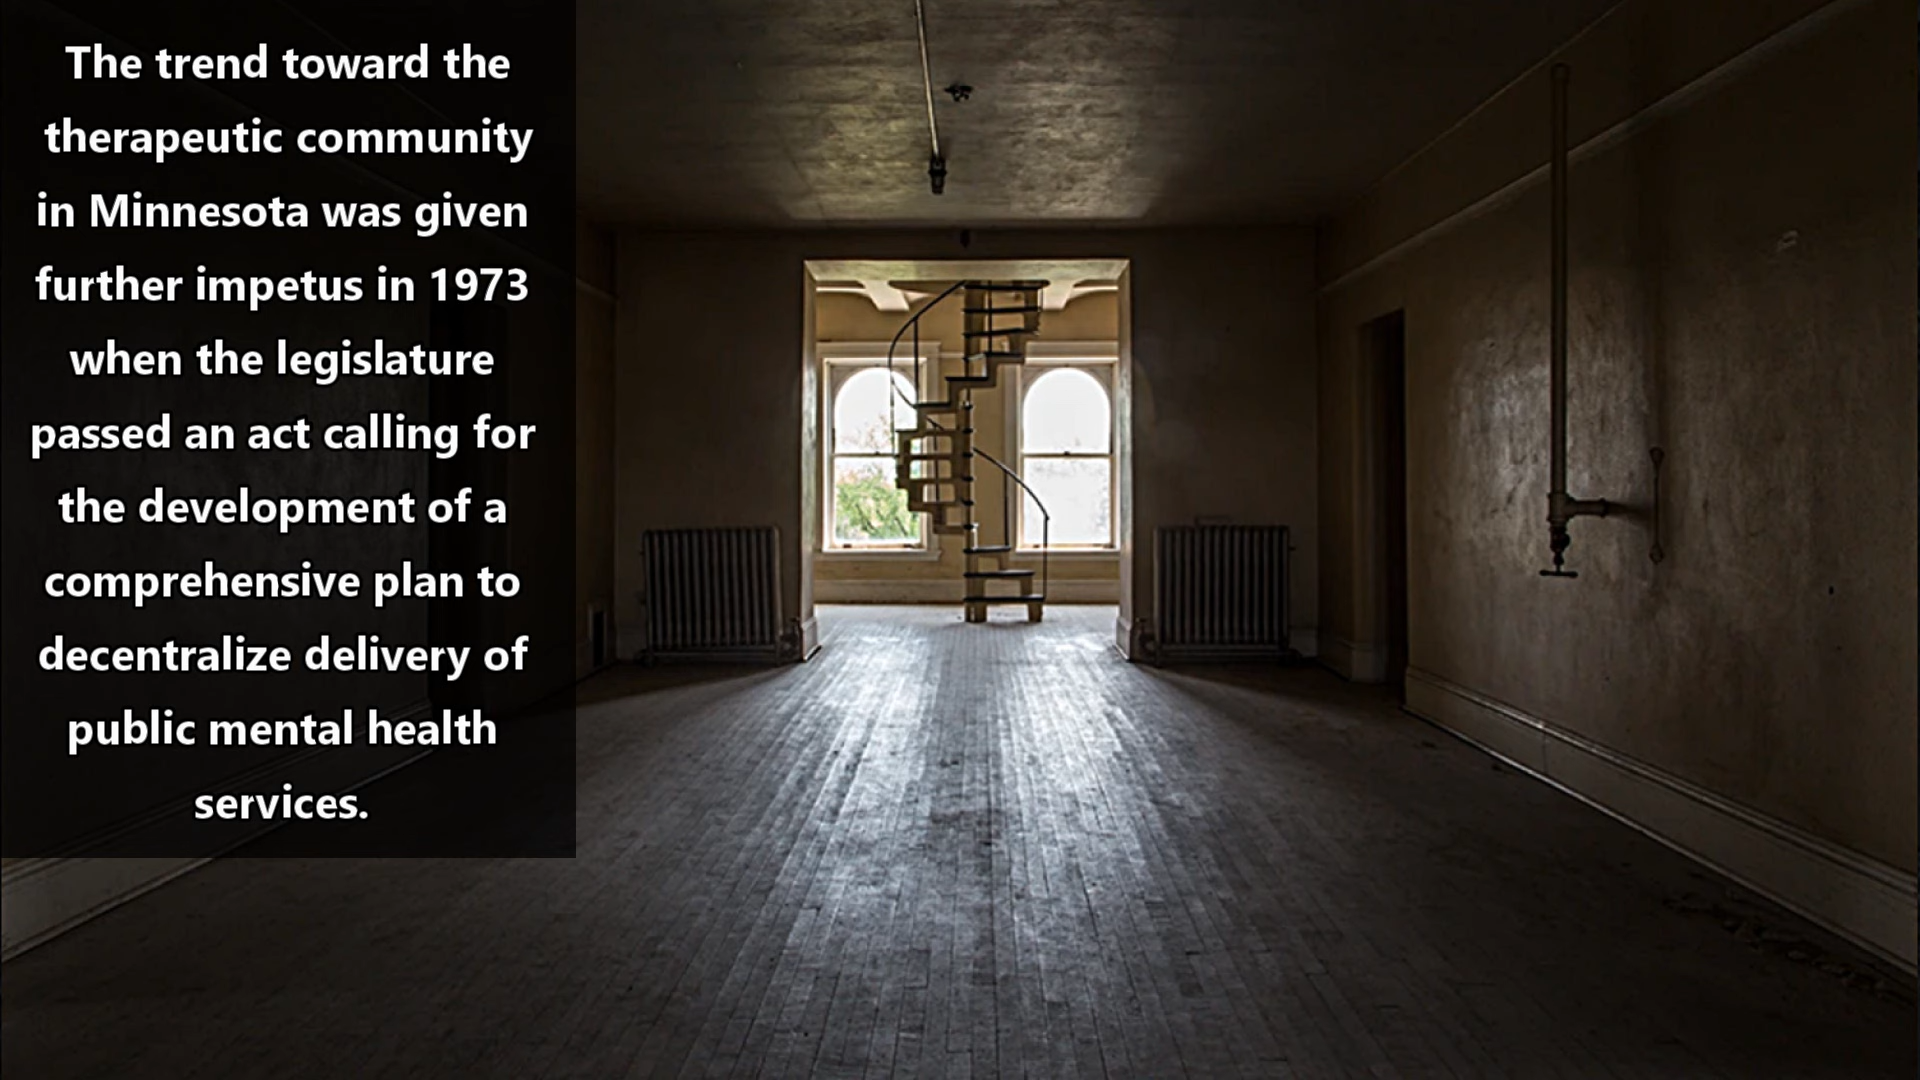 The trend toward the
therapeutic community
in Minnesota was given
further impetus in 1973
when the legislature
passed an act calling for
the development of a
comprehensive plan to
decentralize delivery of
public mental health
services.